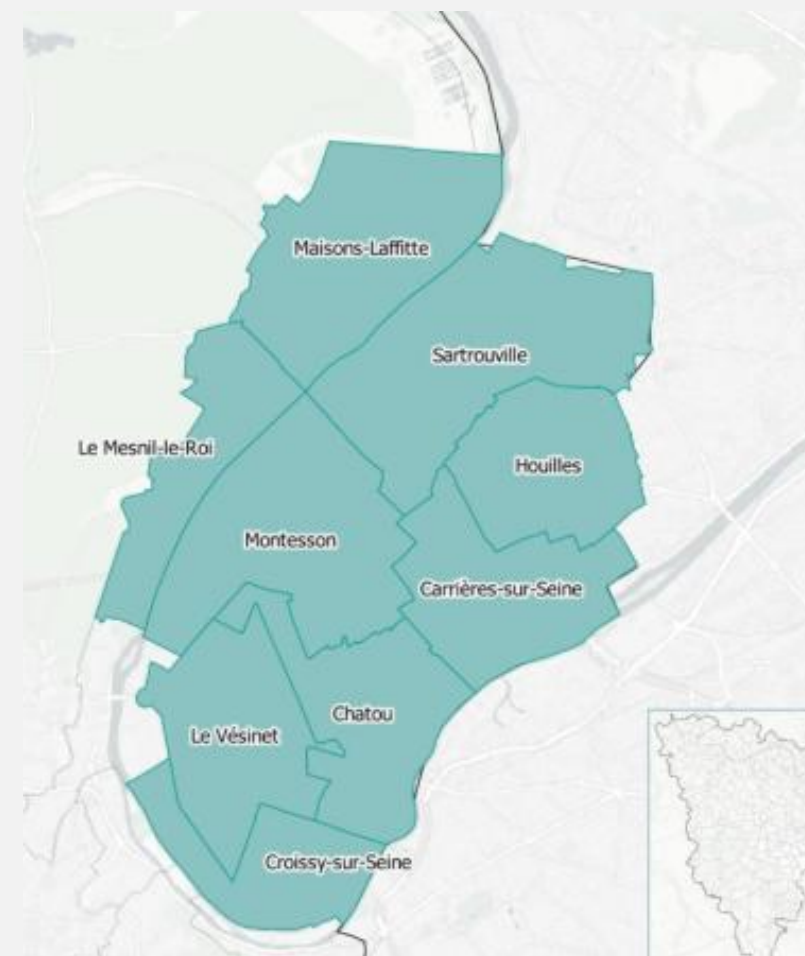 Maisons-Laffitte
Sartrouville
Le Mesnil-le-Roi
Houilles
Montesson
Carrières-sur-Seine
Chatou
Le Vésinet
Croissy-sur-Seine